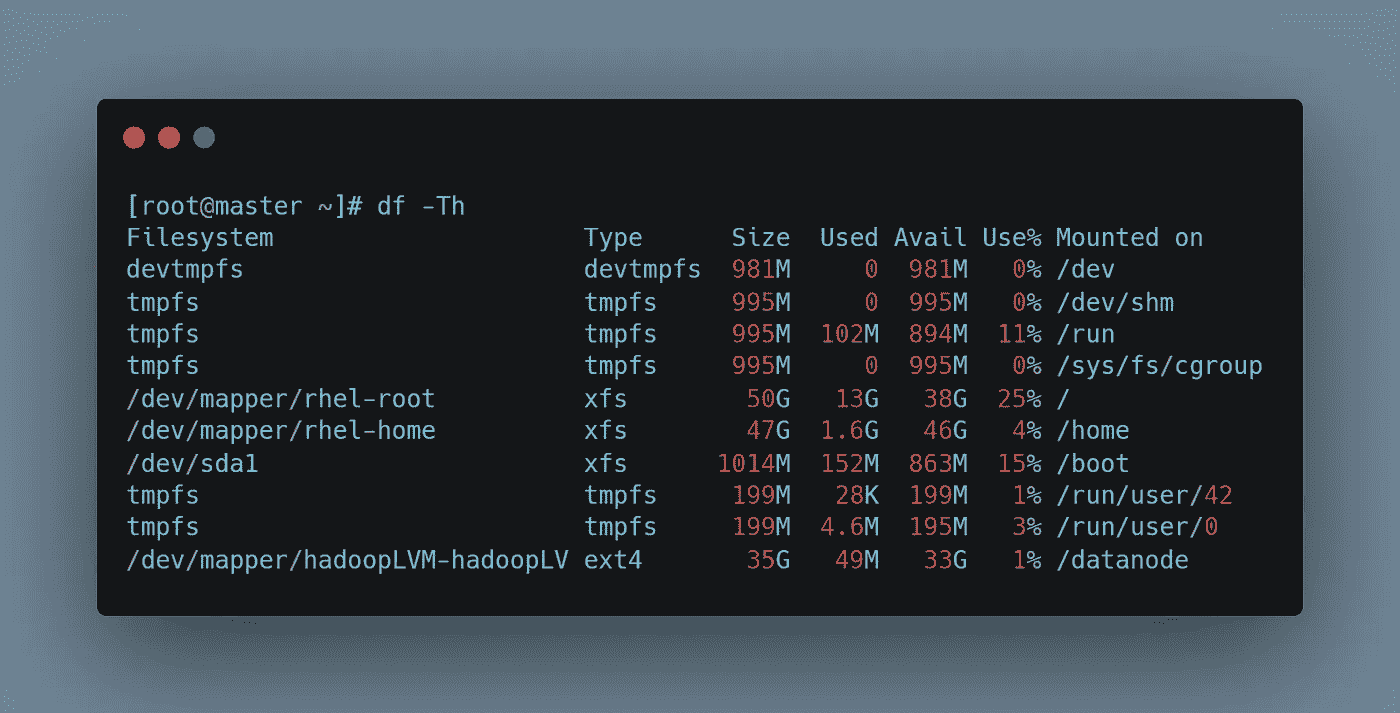 [root@master ~]# df -Th
Filesystem                     Type      Size  Used Avail Use% Mounted on
devtmpfs                       devtmpfs  981M     0  981M   0% /dev
tmpfs                          tmpfs     995M     0  995M   0% /dev/shm
tmpfs                          tmpfs     995M  102M  894M  11% /run
tmpfs                          tmpfs     995M     0  995M   0% /sys/fs/cgroup
/dev/mapper/rhel-root          xfs        50G   13G   38G  25% /
/dev/mapper/rhel-home          xfs        47G  1.6G   46G   4% /home
/dev/sda1                      xfs      1014M  152M  863M  15% /boot
tmpfs                          tmpfs     199M   28K  199M   1% /run/user/42
tmpfs                          tmpfs     199M  4.6M  195M   3% /run/user/0
/dev/mapper/hadoopLVM-hadoopLV ext4       35G   49M   33G   1% /datanode